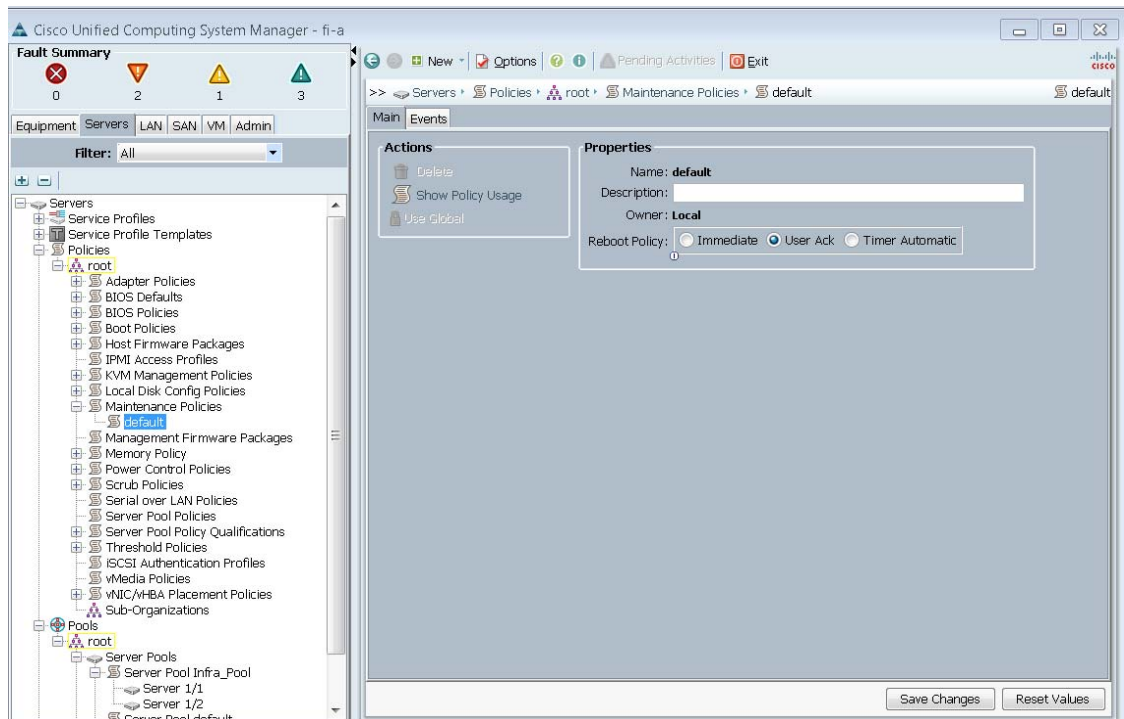 Cisco Unified Computing System Manager - fi-a
Fault Summary
0 2 1 3
Equipment Servers LAN SAN VM Admin
Filter: All
Servers
Service Profiles
Service Profile Templates
Policies
root
Adapter Policies
BIOS Defaults
BIOS Policies
Boot Policies
Host Firmware Packages
IPMI Access Profiles
KVM Management Policies
Local Disk Config Policies
Maintenance Policies
default
Management Firmware Packages
Memory Policy
Power Control Policies
Scrub Policies
Serial over LAN Policies
Server Pool Policies
Server Pool Policy Qualifications
Threshold Policies
iSCSI Authentication Profiles
vMedia Policies
vNIC/vHBA Placement Policies
Sub-Organizations
Pools
root
Server Pools
Server Pool Infra_Pool
Server 1/1
Server 1/2
Server Pool default
New Options Pending Activities Exit
CISCO
>> Servers Policies root Maintenance Policies default default
Main Events
Actions
Delete
Show Policy Usage
Use Global
Properties
Name: default
Description:
Owner: Local
Reboot Policy: Immediate User Ack Timer Automatic
Save Changes Reset Values